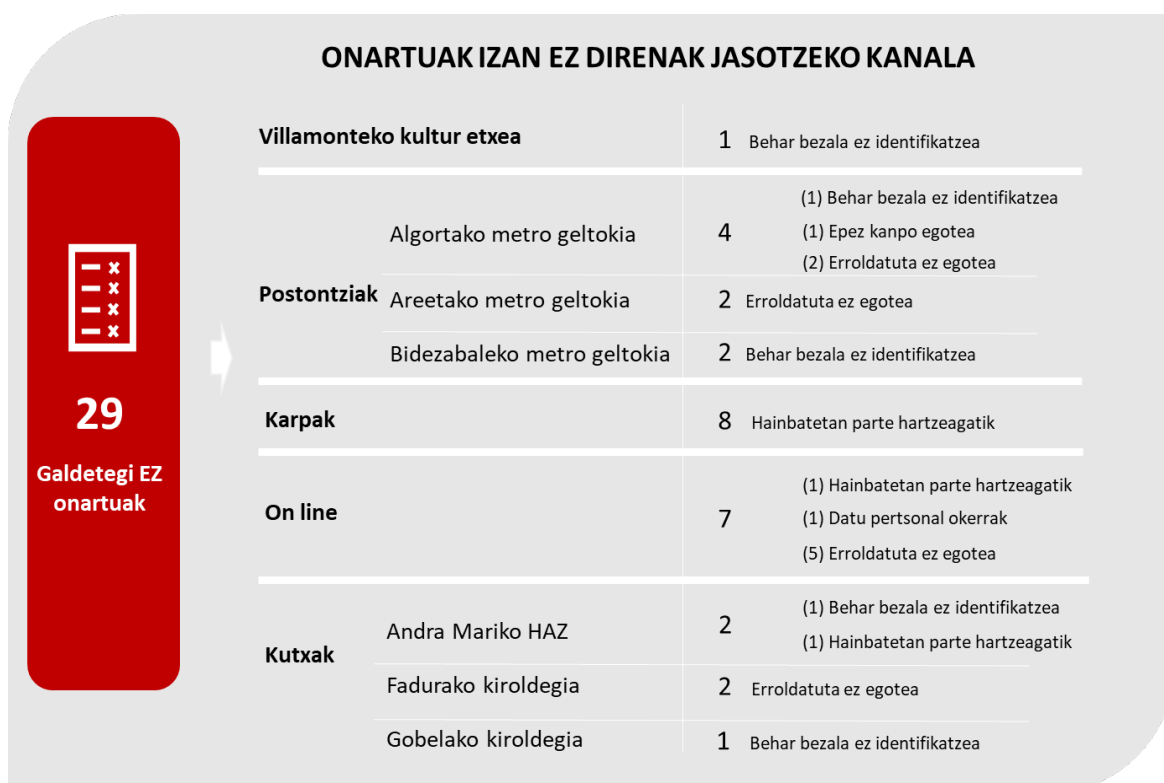 ONARTUAK IZAN EZ DIRENAK JASOTZEKO KANALA
29
Galdetegi EZ
onartuak
Villamonteko kultur etxea
1 Behar bezala ez identifikatzea
Postontziak
Algortako metro geltokia
4
(1) Behar bezala ez identifikatzea
(1) Epez kanpo egotea
(2) Erroldatuta ez egotea
Areetako metro geltokia
2 Erroldatuta ez egotea
Bidezabaleko metro geltokia
2 Behar bezala ez identifikatzea
Karpak
8 Hainbatetan parte hartzeagatik
On line
7
(1) Hainbatetan parte hartzeagatik
(1) Datu pertsonal okerrak
(5) Erroldatuta ez egotea
Kutxak
Andra Mariko HAZ
2
(1) Behar bezala ez identifikatzea
(1) Hainbatetan parte hartzeagatik
Fadurako kiroldegia
2 Erroldatuta ez egotea
Gobelako kiroldegia
1 Behar bezala ez identifikatzea